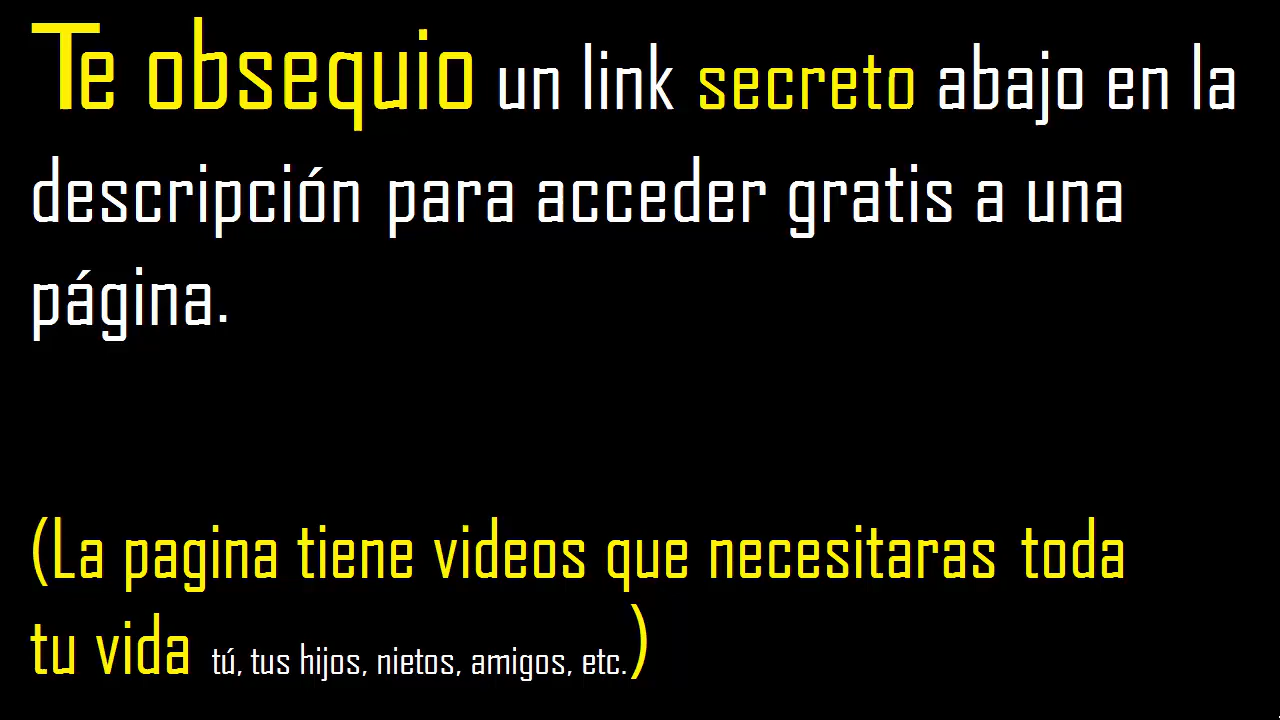 Te obsequio un link secreto abajo en la
descripción para acceder gratis a una
página.
(La pagina tiene videos que necesitaras toda
tu vida tú, tus hijos, nietos, amigos, etc.)